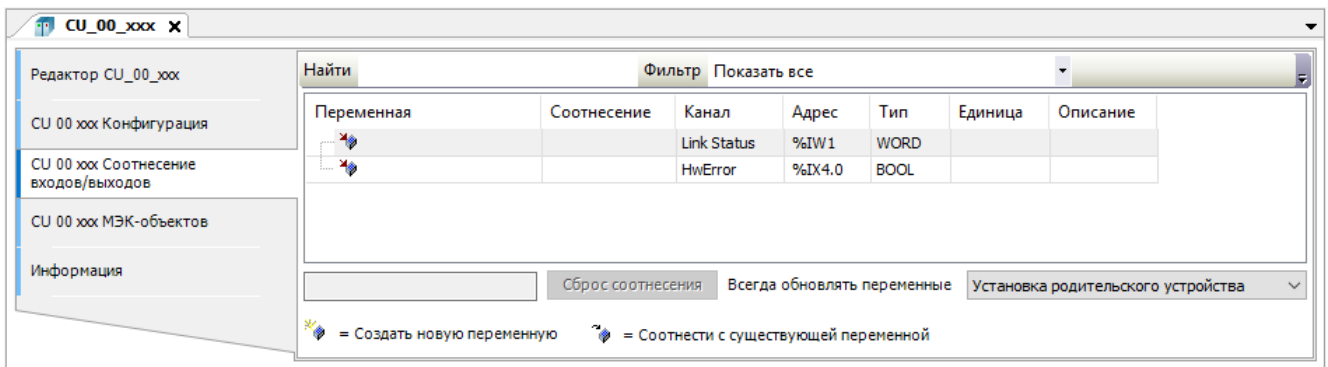 CU_00_xxx
Редактор CU_00_xxx
CU 00 xxx Конфигурация
CU 00 xxx Соотнесение
входов/выходов
CU 00 xxx МЭК-объектов
Информация
Найти Фильтр Показать все
Переменная Соотнесение Канал Адрес Тип Единица Описание
Link Status %IW1 WORD
HwError %IX4.0 BOOL
Сброс соотнесения Всегда обновлять переменные Установка родительского устройства
= Создать новую переменную = Соотнести с существующей переменной